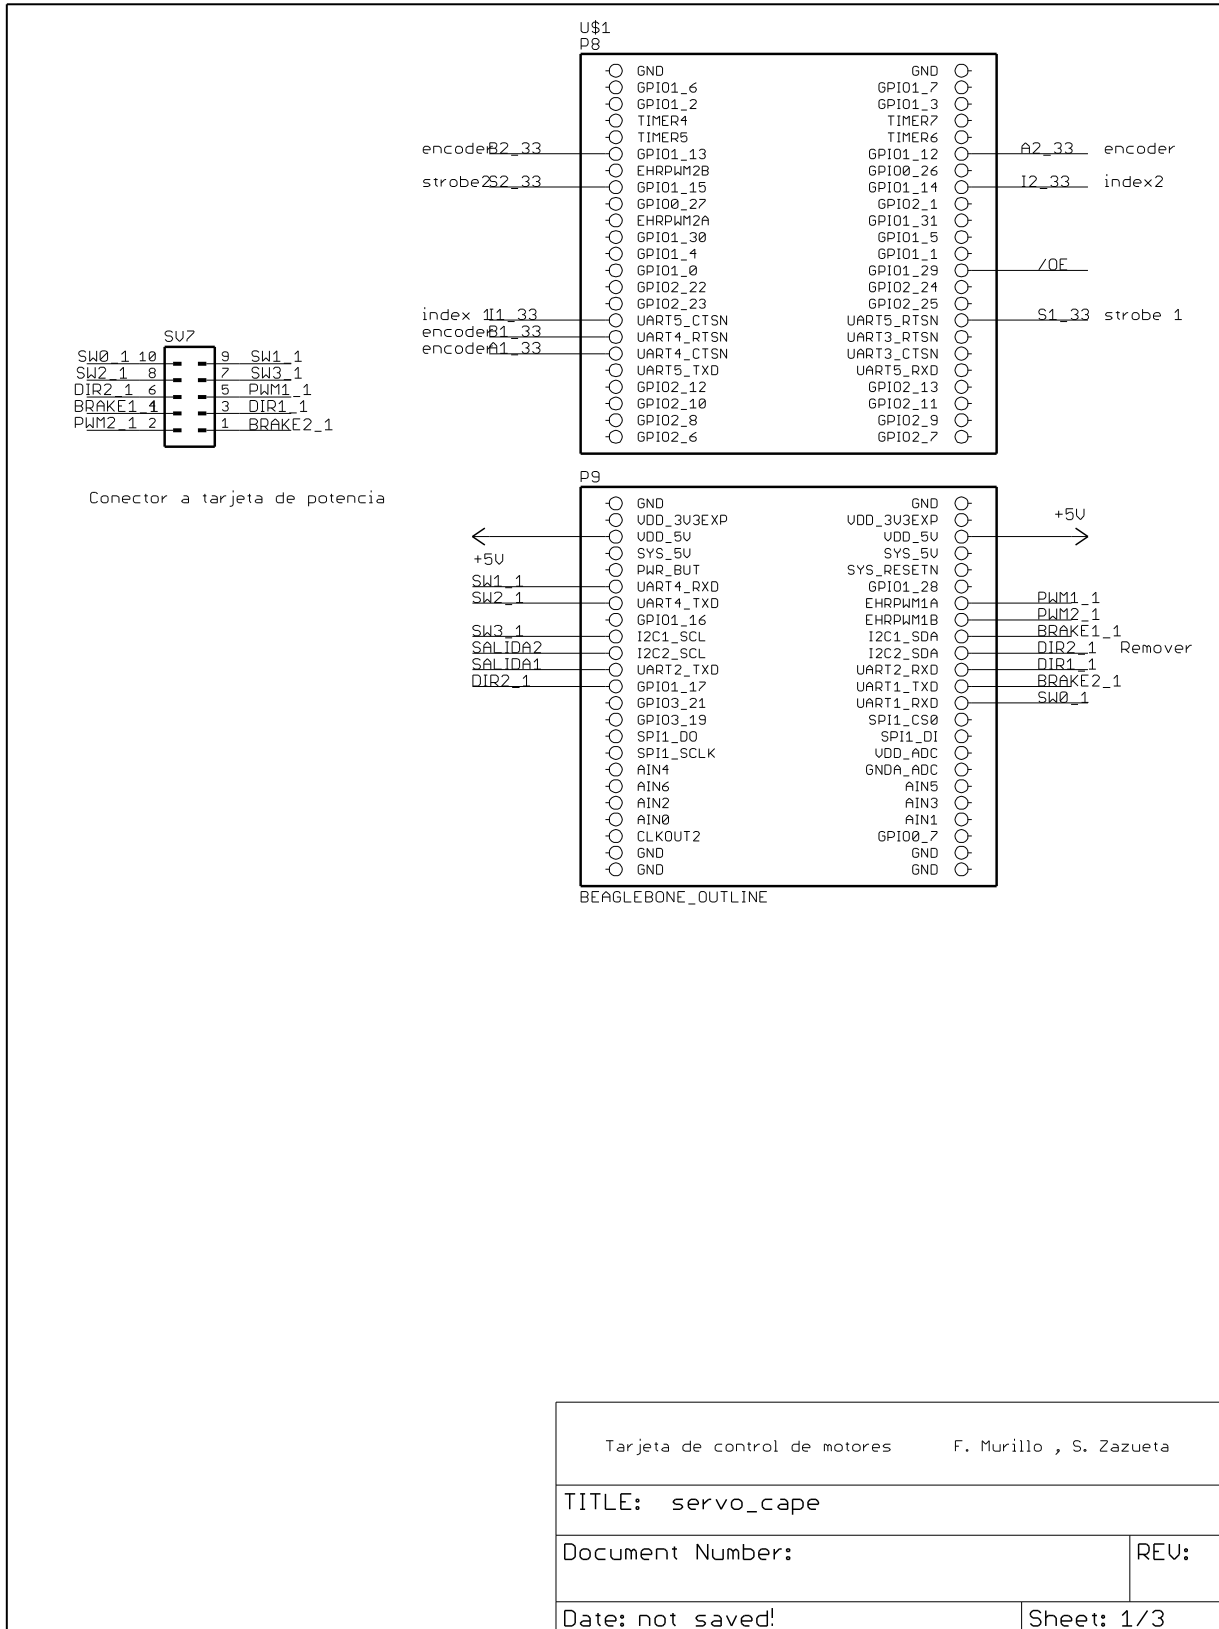 U$1
P8
GND GND
GPIO1_6 GPIO1_7
GPIO1_2 GPIO1_3
TIMER4 TIMER7
TIMER5 TIMER6
encoder B2_33 GPIO1_13 GPIO1_12 A2_33 encoder
EHRPWM2B GPIO0_26
strobe2 S2_33 GPIO1_15 GPIO1_14 I2_33 index2
GPIO0_27 GPIO2_1
EHRPWM2A GPIO1_31
GPIO1_30 GPIO1_5
GPIO1_4 GPIO1_1
GPIO1_0 GPIO1_29 /OE
GPIO2_22 GPIO2_24
GPIO2_23 GPIO2_25
index 1 I1_33 UART5_CTSN UART5_RTSN S1_33 strobe 1
encoder B1_33 UART4_RTSN UART3_RTSN
encoder A1_33 UART4_CTSN UART3_CTSN
UART5_TXD UART5_RXD
GPIO2_12 GPIO2_13
GPIO2_10 GPIO2_11
GPIO2_8 GPIO2_9
GPIO2_6 GPIO2_7
SV7
SW0_1 10 9 SW1_1
SW2_1 8 7 SW3_1
DIR2_1 6 5 PWM1_1
BRAKE1_1 4 3 DIR1_1
PWM2_1 2 1 BRAKE2_1
Conector a tarjeta de potencia
P9
GND GND
VDD_3V3EXP VDD_3V3EXP
+5V VDD_5V VDD_5V +5V
SYS_5V SYS_5V
PWR_BUT SYS_RESETN
SW1_1 UART4_RXD GPIO1_28
SW2_1 UART4_TXD EHRPWM1A PWM1_1
GPIO1_16 EHRPWM1B PWM2_1
SW3_1 I2C1_SCL I2C1_SDA BRAKE1_1
SALIDA2 I2C2_SCL I2C2_SDA DIR2_1 Remover
SALIDA1 UART2_TXD UART2_RXD DIR1_1
DIR2_1 GPIO1_17 UART1_TXD BRAKE2_1
GPIO3_21 UART1_RXD SW0_1
GPIO3_19 SPI1_CS0
SPI1_DO SPI1_DI
SPI1_SCLK VDD_ADC
AIN4 GNDA_ADC
AIN6 AIN5
AIN2 AIN3
AIN0 AIN1
CLKOUT2 GPIO0_7
GND GND
GND GND
BEAGLEBONE_OUTLINE
Tarjeta de control de motores F. Murillo , S. Zazueta
TITLE: servo_cape
Document Number: REV:
Date: not saved! Sheet: 1/3